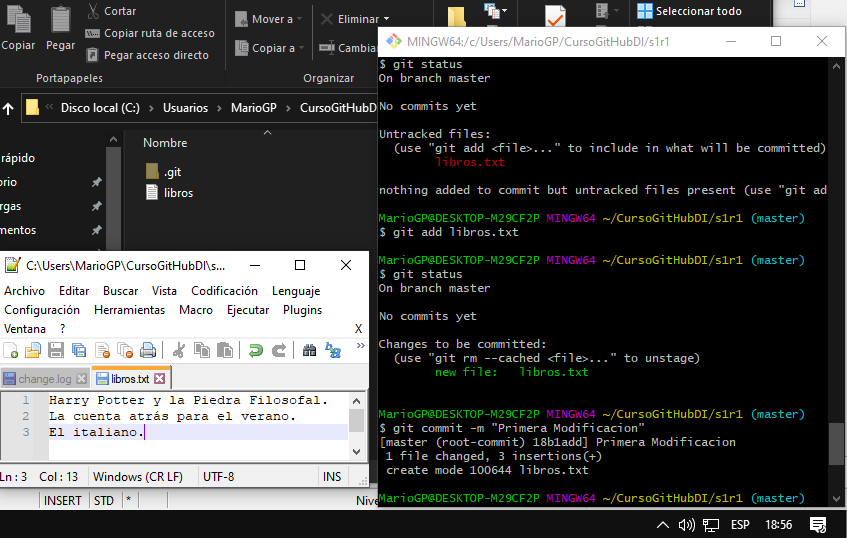 Copiar
Pegar
Cortar
Copiar ruta de acceso
Pegar acceso directo
Portapapeles
Mover a
Copiar a
Eliminar
Cambiar
Organizar
Seleccionar todo
Disco local (C:)
Usuarios
MarioGP
CursoGitHubDI
rápido
Nombre
.git
libros
MINGW64:/c/Users/MarioGP/CursoGitHubDI/s1r1
$ git status
On branch master
No commits yet
Untracked files:
(use "git add <file>..." to include in what will be committed)
libros.txt
nothing added to commit but untracked files present (use "git ad
MarioGP@DESKTOP-M29CF2P MINGW64 ~/CursoGitHubDI/s1r1 (master)
$ git add libros.txt
MarioGP@DESKTOP-M29CF2P MINGW64 ~/CursoGitHubDI/s1r1 (master)
$ git status
On branch master
No commits yet
Changes to be committed:
(use "git rm --cached <file>..." to unstage)
new file:   libros.txt
MarioGP@DESKTOP-M29CF2P MINGW64 ~/CursoGitHubDI/s1r1 (master)
$ git commit -m "Primera Modificacion"
[master (root-commit) 18b1add] Primera Modificacion
1 file changed, 3 insertions(+)
create mode 100644 libros.txt
MarioGP@DESKTOP-M29CF2P MINGW64 ~/CursoGitHubDI/s1r1 (master)
C:\Users\MarioGP\CursoGitHubDI\s...
Archivo Editar Buscar Vista Codificación Lenguaje
Configuración Herramientas Macro Ejecutar Plugins
Ventana ? X
change.log libros.txt
1 Harry Potter y la Piedra Filosofal.
2 La cuenta atrás para el verano.
3 El italiano.
Ln : 3 Col : 13 Windows (CR LF) UTF-8 INS
INSERT STD * Nive
ESP 18:56